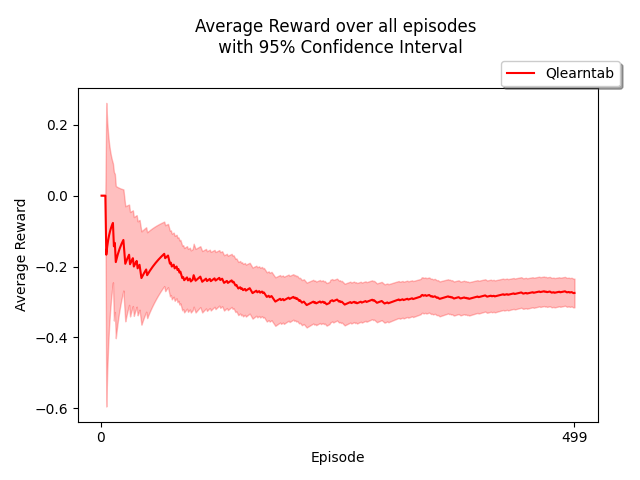 Average Reward over all episodes
with 95% Confidence Interval
Qlearntab
Average Reward
0.2
0.0
−0.2
−0.4
−0.6
0
499
Episode